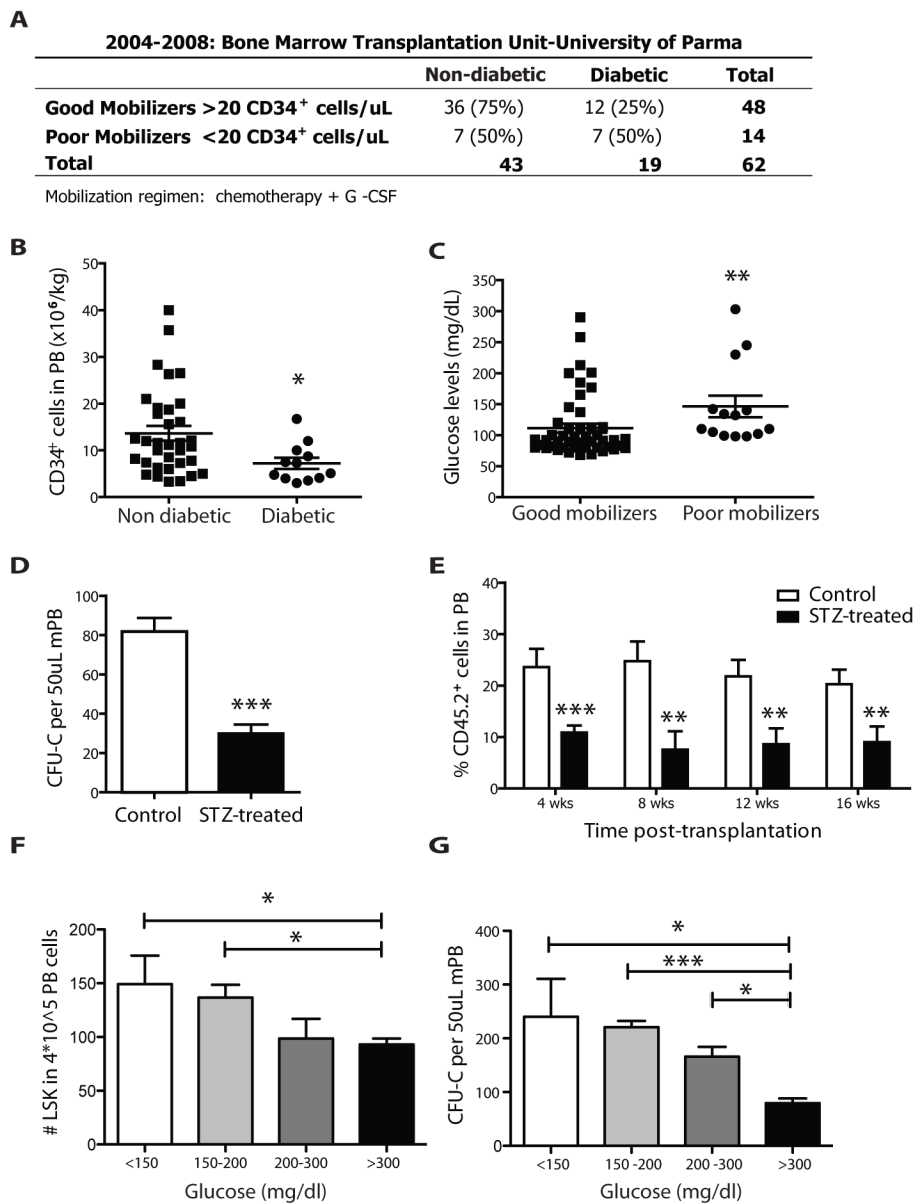 A
2004-2008: Bone Marrow Transplantation Unit-University of Parma
Non-diabetic Diabetic Total
Good Mobilizers >20 CD34⁺ cells/uL 36 (75%) 12 (25%) 48
Poor Mobilizers <20 CD34⁺ cells/uL 7 (50%) 7 (50%) 14
Total 43 19 62
Mobilization regimen: chemotherapy + G -CSF
B
CD34⁺ cells in PB (x10⁶/kg)
50
40
30
20
10
0
*
Non diabetic Diabetic
C
Glucose levels (mg/dL)
350
300
250
200
150
100
50
0
**
Good mobilizers Poor mobilizers
D
CFU-C per 50uL mPB
100
80
60
40
20
0
***
Control STZ-treated
E
% CD45.2⁺ cells in PB
40
30
20
10
0
Control
STZ-treated
*** ** ** **
4 wks 8 wks 12 wks 16 wks
Time post-transplantation
F
# LSK in 4*10^5 PB cells
200
150
100
50
0
*
*
<150 150-200 200-300 >300
Glucose (mg/dl)
G
CFU-C per 50uL mPB
400
300
200
100
0
*
***
*
<150 150 -200 200 -300 >300
Glucose (mg/dl)